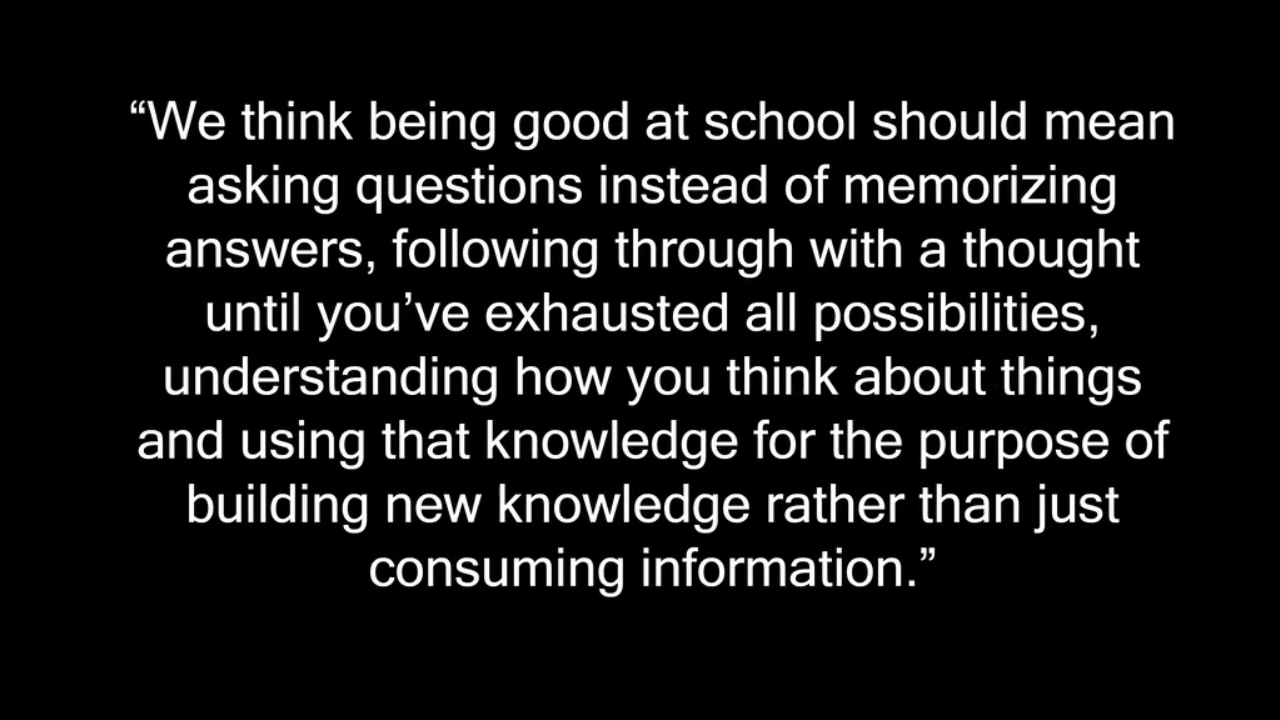 “We think being good at school should mean
asking questions instead of memorizing
answers, following through with a thought
until you’ve exhausted all possibilities,
understanding how you think about things
and using that knowledge for the purpose of
building new knowledge rather than just
consuming information.”